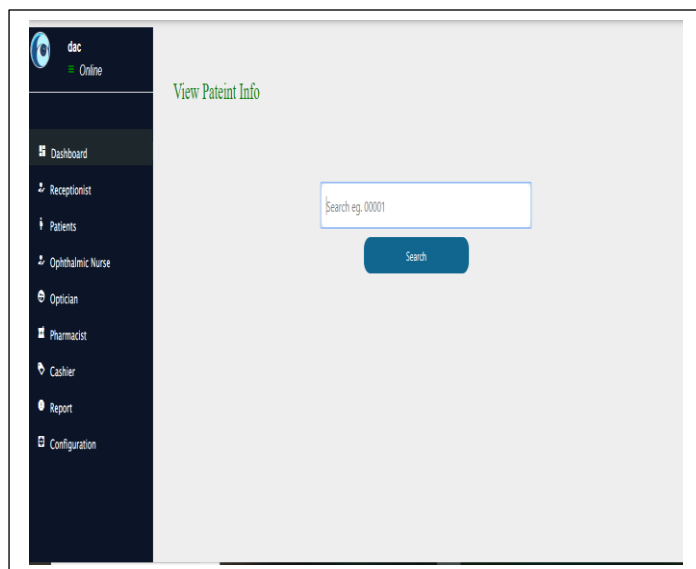 dac
Online
View Pateint Info
Dashboard
Receptionist
Patients
Ophthalmic Nurse
Optician
Pharmacist
Cashier
Report
Configuration
Search eg. 00001
Search